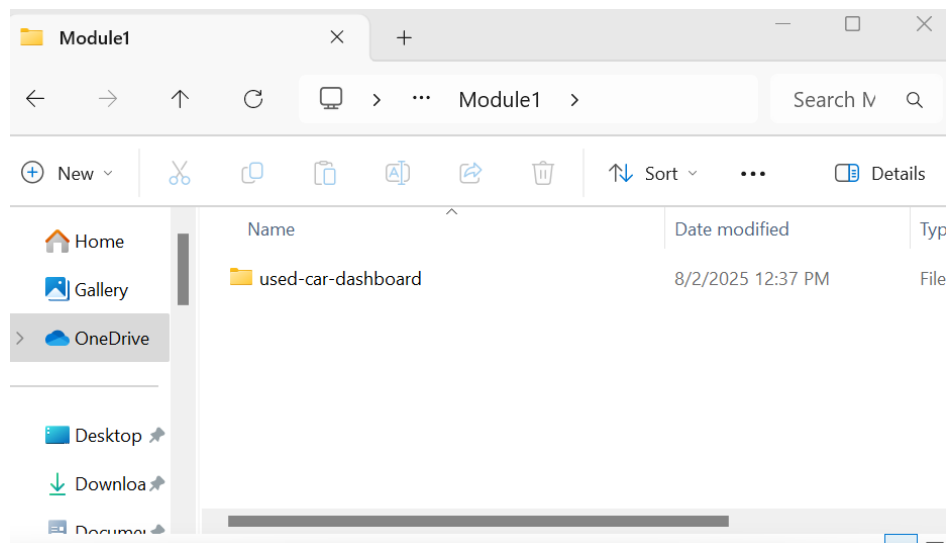 Module1
Module1
Search M
New
Sort
Details
Home
Gallery
OneDrive
Desktop
Downloa
Name
Date modified
Typ
used-car-dashboard
8/2/2025 12:37 PM
File